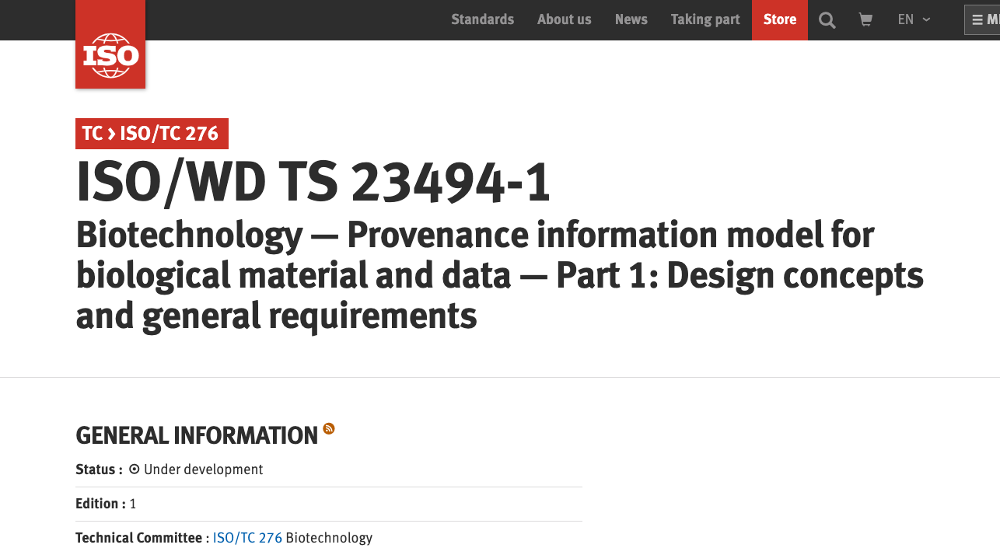 Standards About us News Taking part Store EN
ISO
TC › ISO/TC 276
ISO/WD TS 23494-1
Biotechnology — Provenance information model for
biological material and data — Part 1: Design concepts
and general requirements
GENERAL INFORMATION
Status : Under development
Edition : 1
Technical Committee : ISO/TC 276 Biotechnology